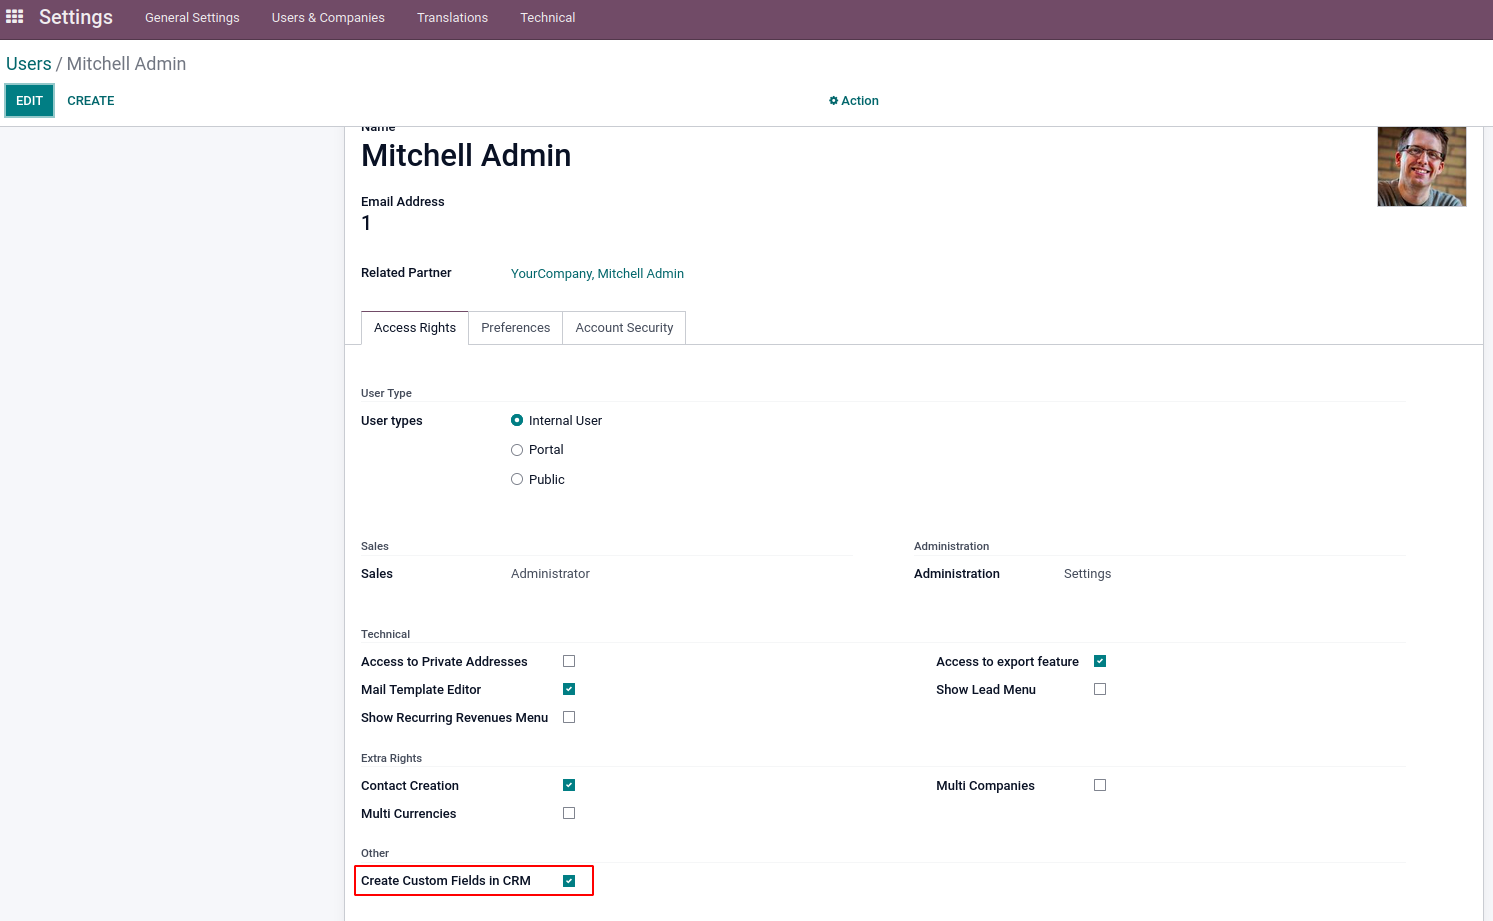 Settings General Settings Users & Companies Translations Technical
Users / Mitchell Admin
EDIT CREATE Action
Name
Mitchell Admin
Email Address
1
Related Partner YourCompany, Mitchell Admin
Access Rights Preferences Account Security
User Type
User types Internal User
Portal
Public
Sales Administration
Sales Administrator Administration Settings
Technical
Access to Private Addresses Access to export feature
Mail Template Editor Show Lead Menu
Show Recurring Revenues Menu
Extra Rights
Contact Creation Multi Companies
Multi Currencies
Other
Create Custom Fields in CRM